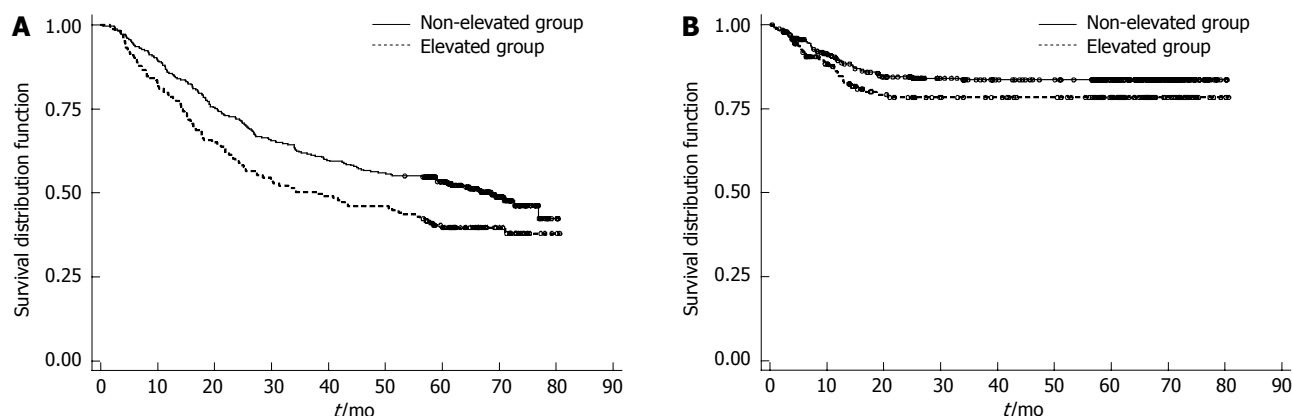 A
Non-elevated group
Elevated group
Survival distribution function
1.00
0.75
0.50
0.25
0.00
0 10 20 30 40 50 60 70 80 90
t/mo
B
Non-elevated group
Elevated group
Survival distribution function
1.00
0.75
0.50
0.25
0.00
0 10 20 30 40 50 60 70 80 90
t/mo